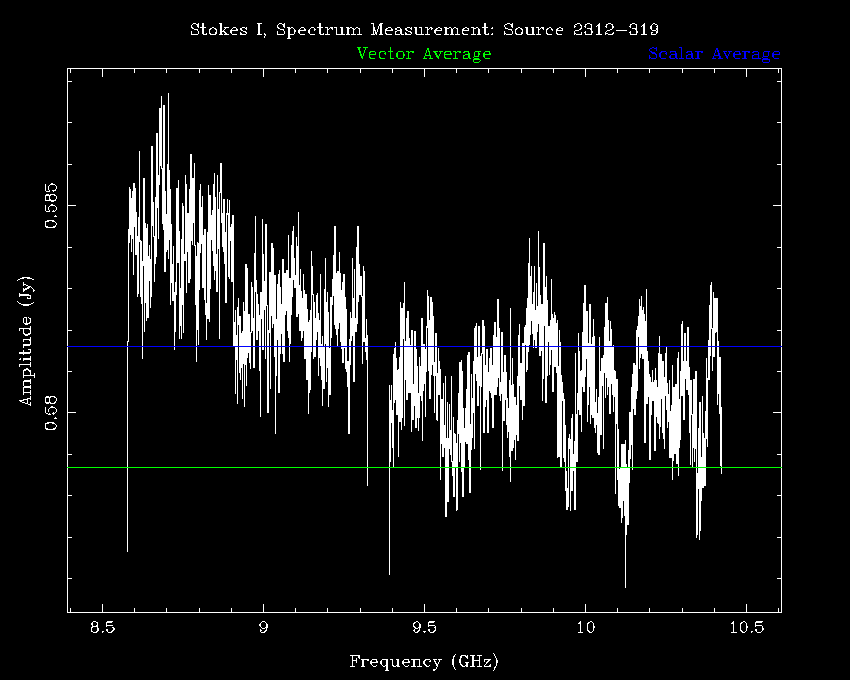 Stokes I, Spectrum Measurement: Source 2312-319
Vector Average Scalar Average
0.585
0.58
Amplitude (Jy)
8.5 9 9.5 10 10.5
Frequency (GHz)